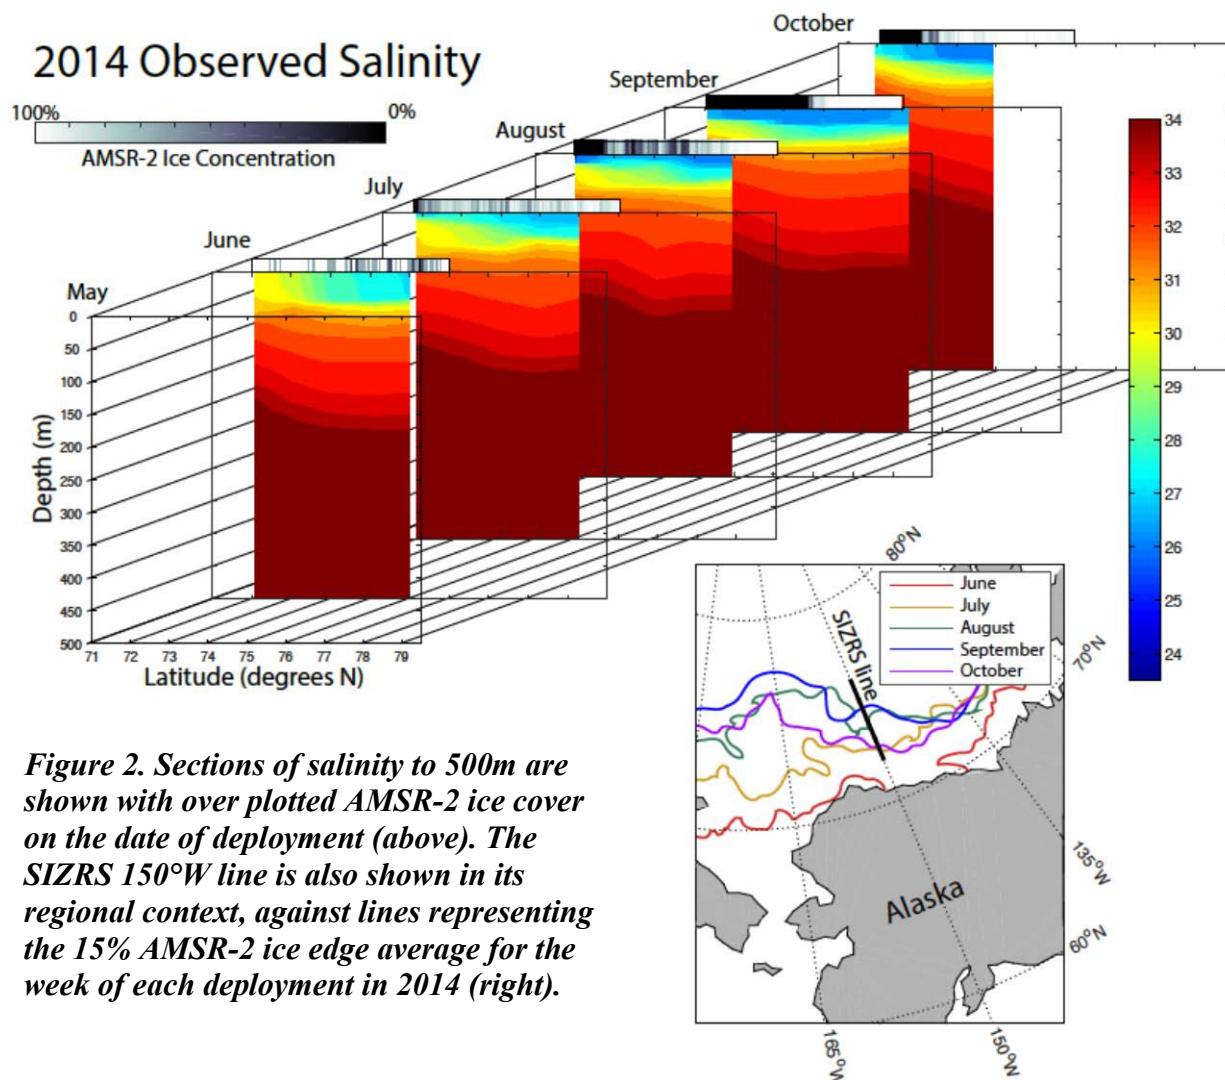 2014 Observed Salinity
100%
0%
AMSR-2 Ice Concentration
October
September
August
July
June
May
0
50
100
150
200
250
300
350
400
450
500
Depth (m)
71 72 73 74 75 76 77 78 79
Latitude (degrees N)
34
33
32
31
30
29
28
27
26
25
24
80°N
June
July
August
September
October
SIZRS line
70°N
Alaska
135°W
60°N
165°W
150°W
Figure 2. Sections of salinity to 500m are
shown with over plotted AMSR-2 ice cover
on the date of deployment (above). The
SIZRS 150°W line is also shown in its
regional context, against lines representing
the 15% AMSR-2 ice edge average for the
week of each deployment in 2014 (right).